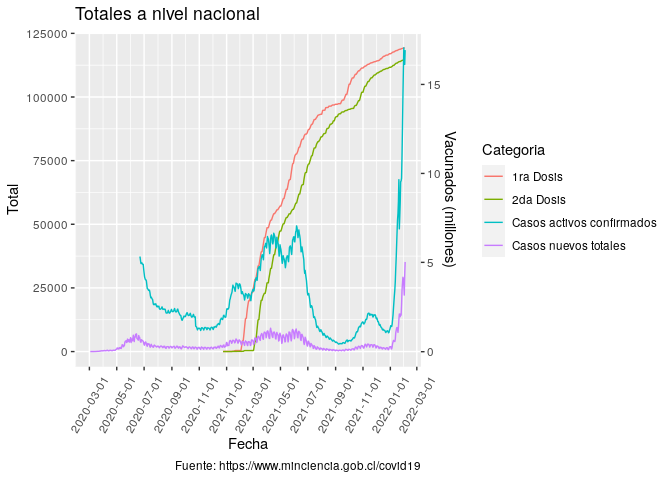 Totales a nivel nacional
125000
100000
75000
50000
25000
0
Total
15
10
5
0
Vacunados (millones)
2020-03-01
2020-05-01
2020-07-01
2020-09-01
2020-11-01
2021-01-01
2021-03-01
2021-05-01
2021-07-01
2021-09-01
2021-11-01
2022-01-01
2022-03-01
Fecha
Fuente: https://www.minciencia.gob.cl/covid19
Categoria
1ra Dosis
2da Dosis
Casos activos confirmados
Casos nuevos totales